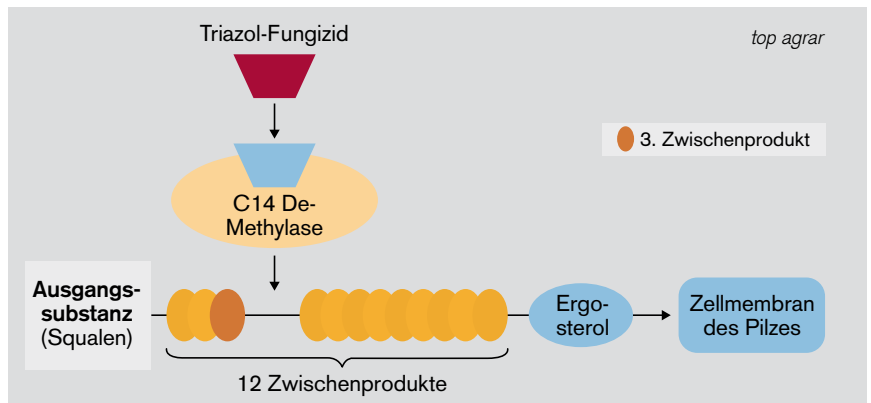 Triazol-Fungizid
top agrar
3. Zwischenprodukt
C14 De-
Methylase
Ausgangs-
substanz
(Squalen)
Ergo-
sterol
Zellmembran
des Pilzes
12 Zwischenprodukte